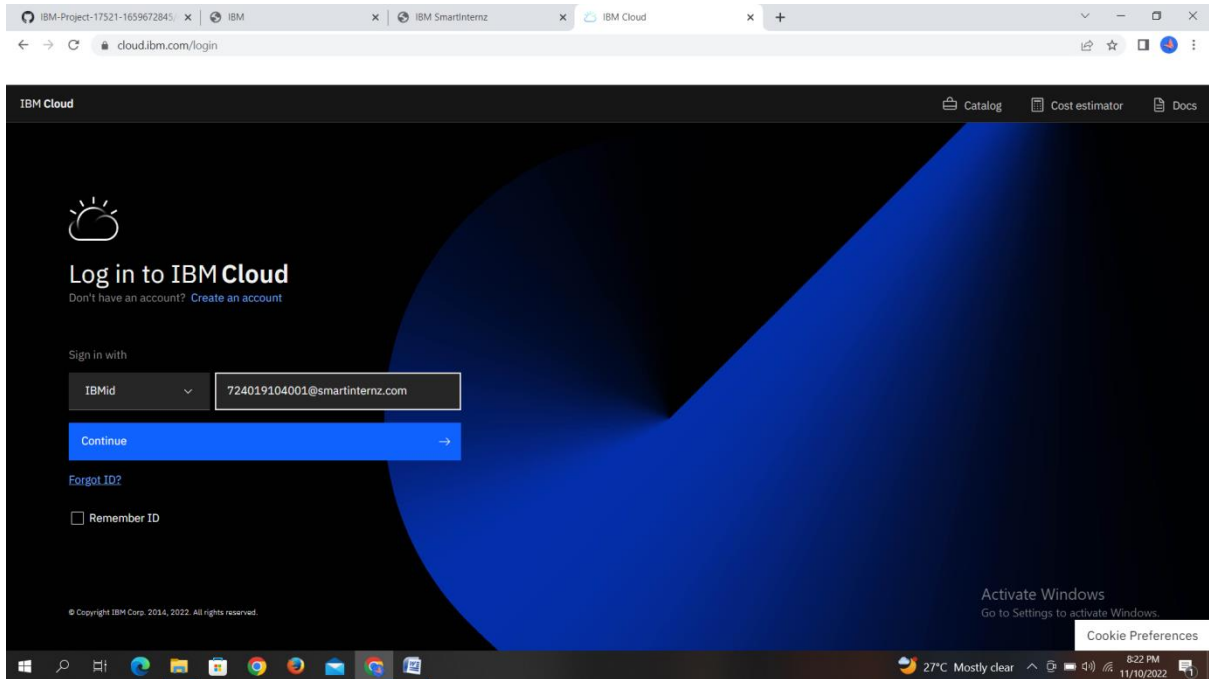 IBM-Project-17521-1659672845/
IBM
IBM SmartInternz
IBM Cloud
cloud.ibm.com/login
IBM Cloud
Catalog
Cost estimator
Docs
Log in to IBM Cloud
Don't have an account? Create an account
Sign in with
IBMid
724019104001@smartinternz.com
Continue
Forgot ID?
Remember ID
© Copyright IBM Corp. 2014, 2022. All rights reserved.
Activate Windows
Go to Settings to activate Windows.
Cookie Preferences
27°C Mostly clear
8:22 PM
11/10/2022
1